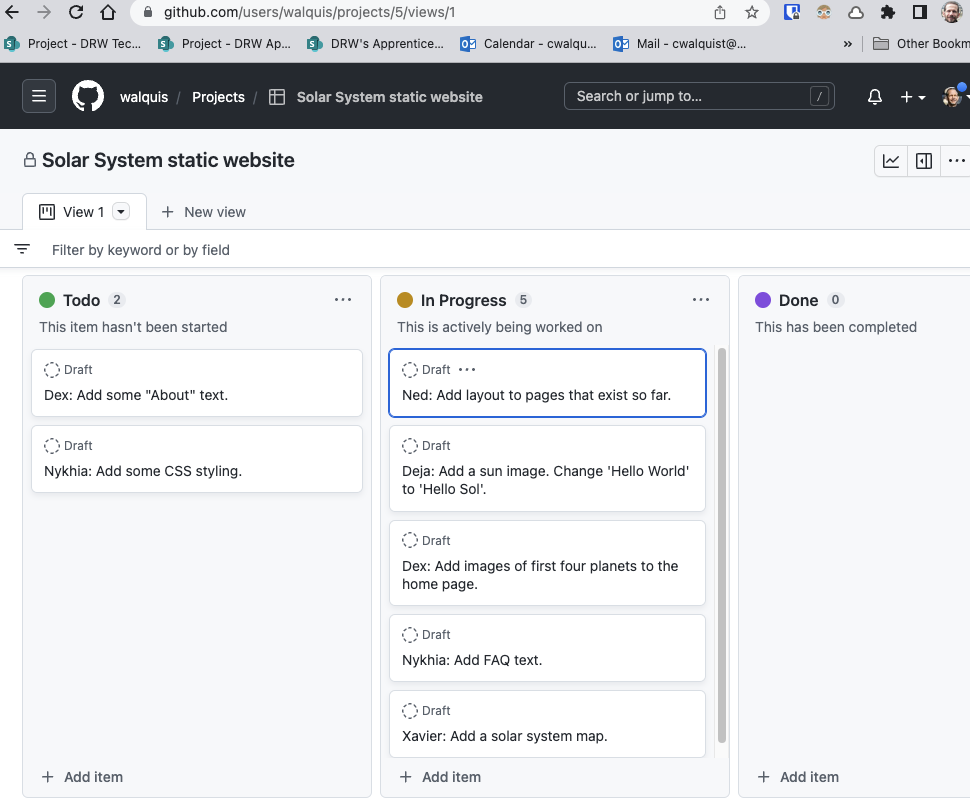 github.com/users/walquis/projects/5/views/1
Project - DRW Tec... Project - DRW Ap... DRW's Apprentice... Calendar - cwalqu... Mail - cwalquist@... » Other Bookm
walquis / Projects / Solar System static website Search or jump to... /
Solar System static website
View 1 New view
Filter by keyword or by field
Todo 2
This item hasn't been started
Draft
Dex: Add some "About" text.
Draft
Nykhia: Add some CSS styling.
Add item
In Progress 5
This is actively being worked on
Draft
Ned: Add layout to pages that exist so far.
Draft
Deja: Add a sun image. Change 'Hello World'
to 'Hello Sol'.
Draft
Dex: Add images of first four planets to the
home page.
Draft
Nykhia: Add FAQ text.
Draft
Xavier: Add a solar system map.
Add item
Done 0
This has been completed
Add item